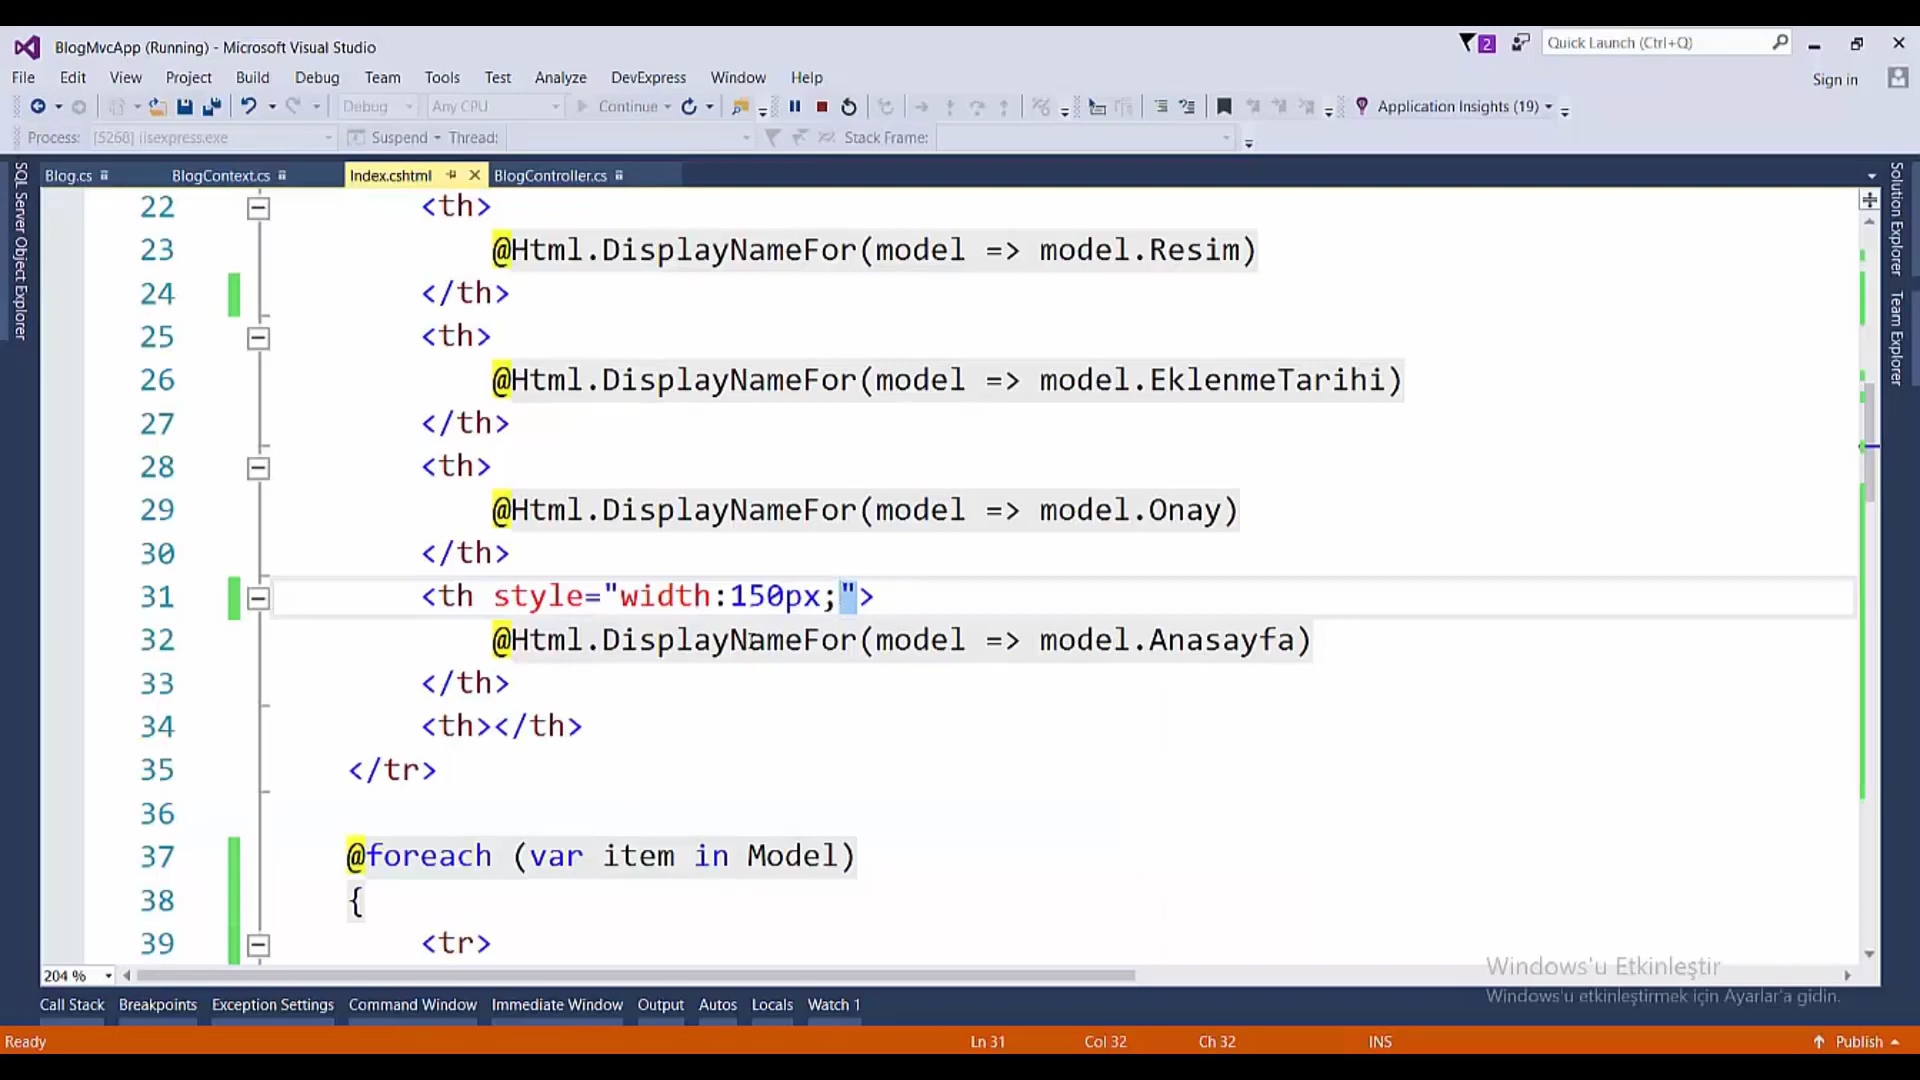 BlogMvcApp (Running) - Microsoft Visual Studio
2
Quick Launch (Ctrl+Q)
File Edit View Project Build Debug Team Tools Test Analyze DevExpress Window Help
Sign in
Debug Any CPU Continue Application Insights (19)
Process: [5268] iisexpress.exe Suspend Thread: Stack Frame:
SQL Server Object Explorer
Blog.cs BlogContext.cs Index.cshtml BlogController.cs
Solution Explorer
Team Explorer
22 <th>
23 @Html.DisplayNameFor(model => model.Resim)
24 </th>
25 <th>
26 @Html.DisplayNameFor(model => model.EklenmeTarihi)
27 </th>
28 <th>
29 @Html.DisplayNameFor(model => model.Onay)
30 </th>
31 <th style="width:150px;">
32 @Html.DisplayNameFor(model => model.Anasayfa)
33 </th>
34 <th></th>
35 </tr>
36
37 @foreach (var item in Model)
38 {
39 <tr>
204 %
Windows'u Etkinleştir
Windows'u etkinleştirmek için Ayarlar'a gidin.
Call Stack Breakpoints Exception Settings Command Window Immediate Window Output Autos Locals Watch 1
Ready Ln 31 Col 32 Ch 32 INS Publish